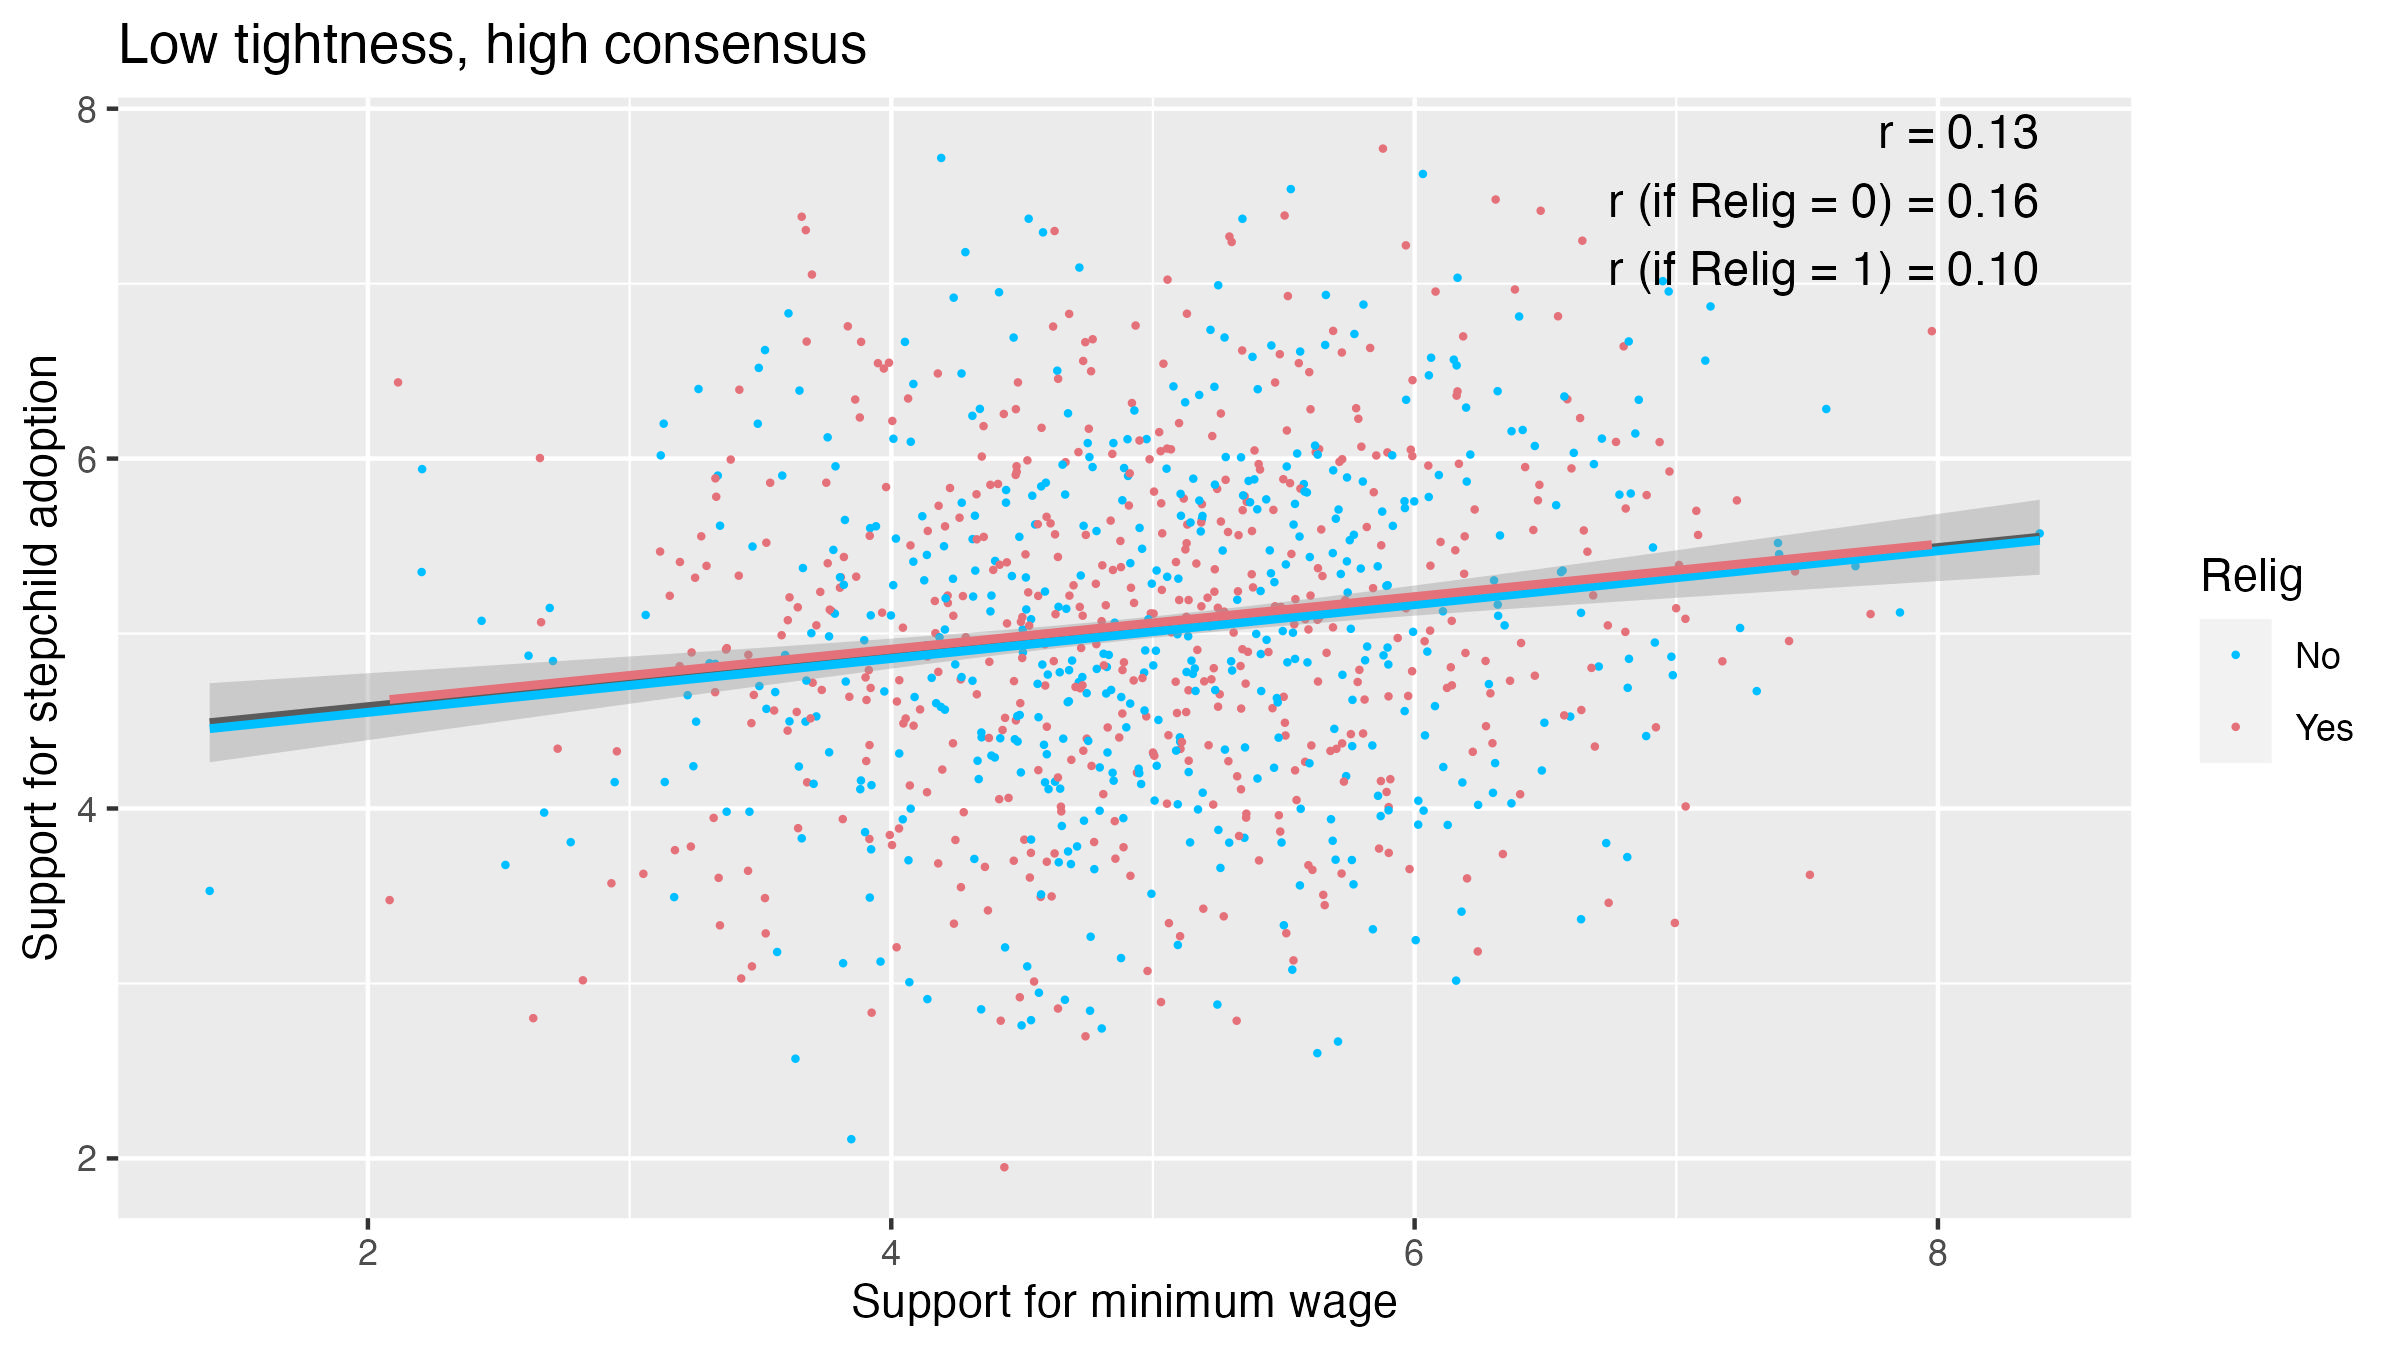 Low tightness, high consensus
r = 0.13
r (if Relig = 0) = 0.16
r (if Relig = 1) = 0.10
8
6
4
2
Support for stepchild adoption
2
4
6
8
Support for minimum wage
Relig
No
Yes